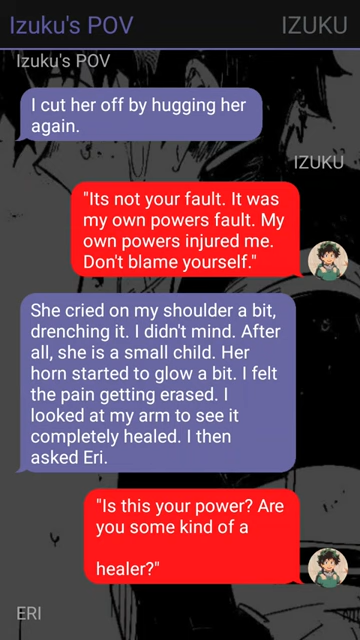 Izuku's POV IZUKU
Izuku's POV
I cut her off by hugging her
again.
IZUKU
"Its not your fault. It was
my own powers fault. My
own powers injured me.
Don't blame yourself."
She cried on my shoulder a bit,
drenching it. I didn't mind. After
all, she is a small child. Her
horn started to glow a bit. I felt
the pain getting erased. I
looked at my arm to see it
completely healed. I then
asked Eri.
"Is this your power? Are
you some kind of a
healer?"
ERI